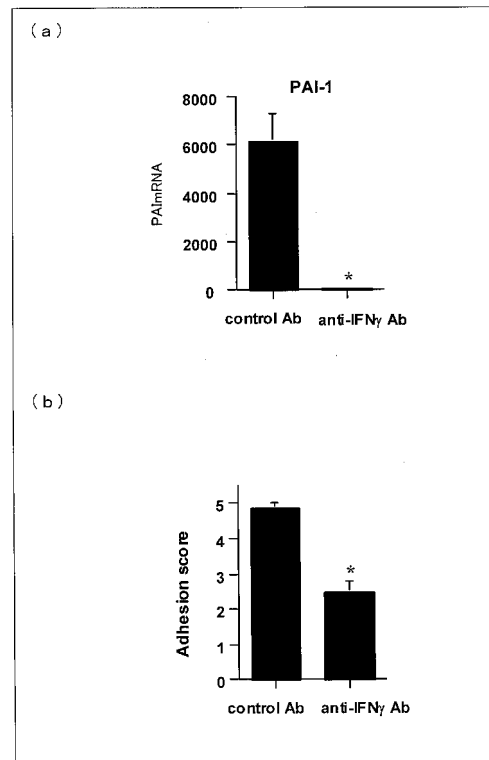 (a)
PAI-1
8000
6000
4000
2000
0
PAImRNA
*
control Ab
anti-IFNγ Ab
(b)
5
4
3
2
1
0
Adhesion score
*
control Ab
anti-IFNγ Ab